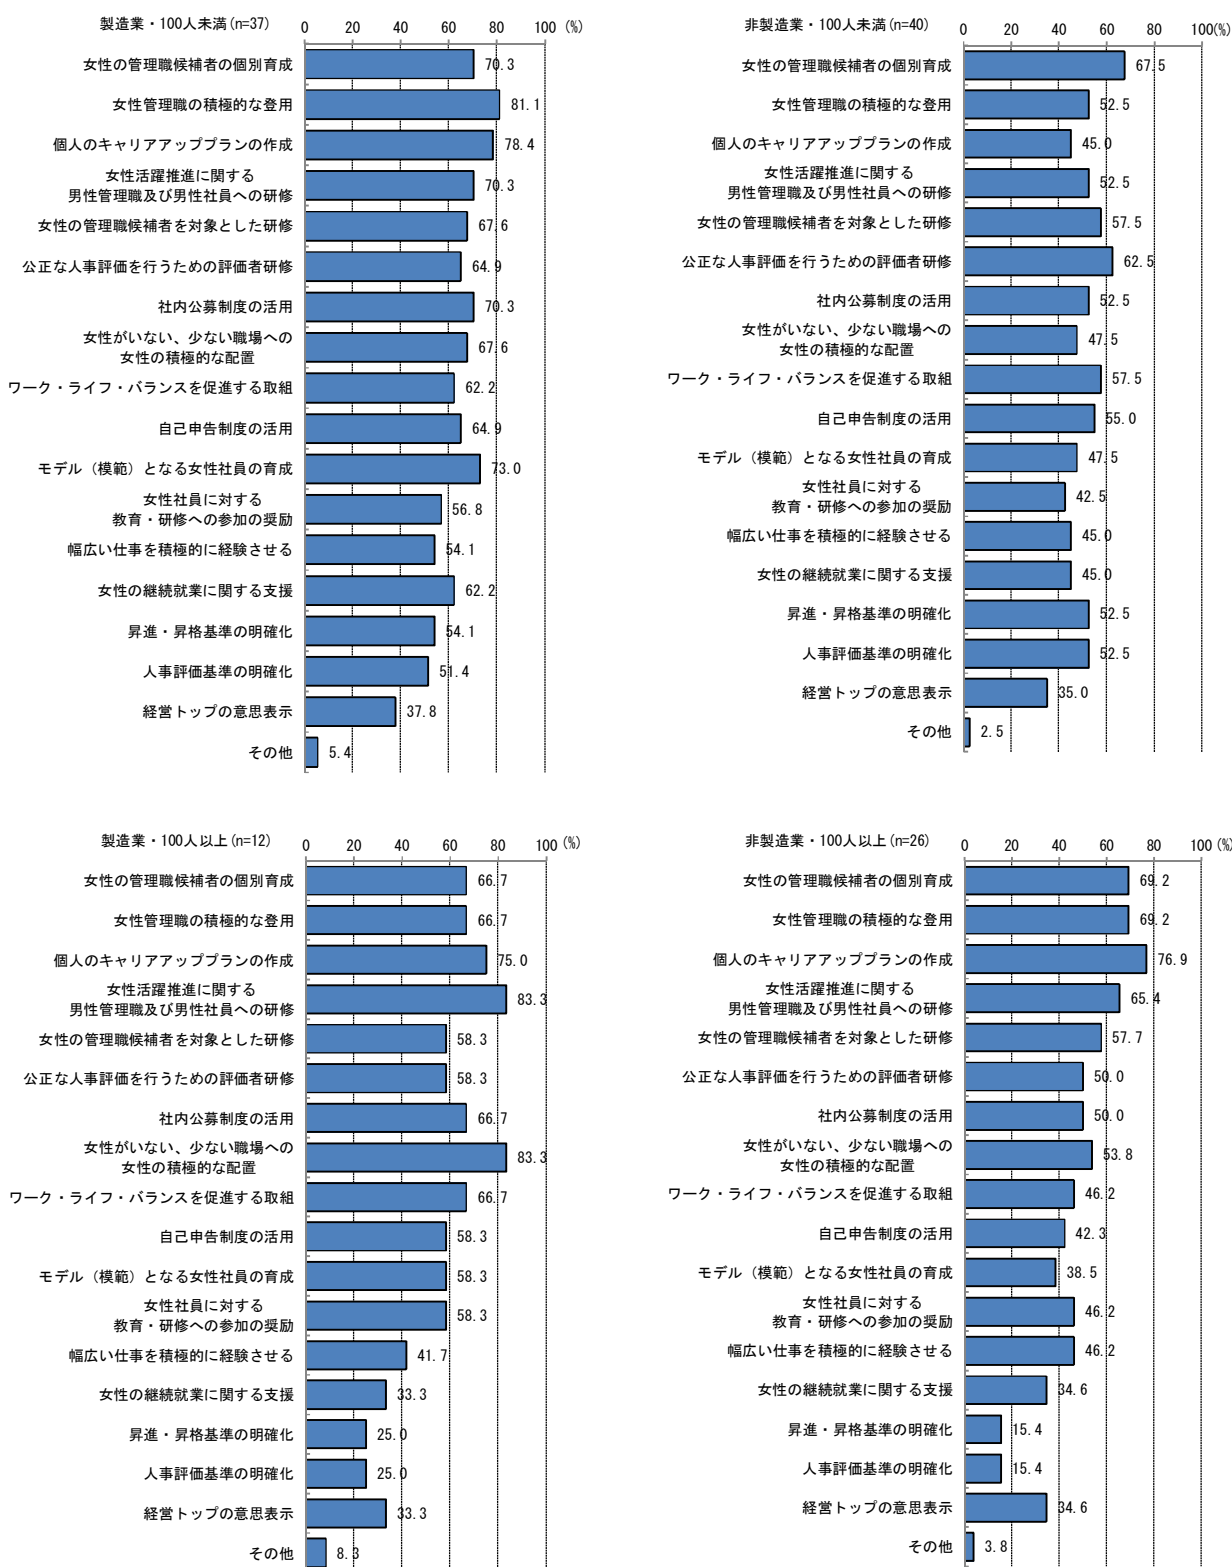 製造業・100人未満(n=37)
0 20 40 60 80 100 (%)
女性の管理職候補者の個別育成 70.3
女性管理職の積極的な登用 81.1
個人のキャリアアッププランの作成 78.4
女性活躍推進に関する
男性管理職及び男性社員への研修 70.3
女性の管理職候補者を対象とした研修 67.6
公正な人事評価を行うための評価者研修 64.9
社内公募制度の活用 70.3
女性がいない、少ない職場への
女性の積極的な配置 67.6
ワーク・ライフ・バランスを促進する取組 62.2
自己申告制度の活用 64.9
モデル（模範）となる女性社員の育成 73.0
女性社員に対する
教育・研修への参加の奨励 56.8
幅広い仕事を積極的に経験させる 54.1
女性の継続就業に関する支援 62.2
昇進・昇格基準の明確化 54.1
人事評価基準の明確化 51.4
経営トップの意思表示 37.8
その他 5.4
非製造業・100人未満(n=40)
0 20 40 60 80 100(%)
女性の管理職候補者の個別育成 67.5
女性管理職の積極的な登用 52.5
個人のキャリアアッププランの作成 45.0
女性活躍推進に関する
男性管理職及び男性社員への研修 52.5
女性の管理職候補者を対象とした研修 57.5
公正な人事評価を行うための評価者研修 62.5
社内公募制度の活用 52.5
女性がいない、少ない職場への
女性の積極的な配置 47.5
ワーク・ライフ・バランスを促進する取組 57.5
自己申告制度の活用 55.0
モデル（模範）となる女性社員の育成 47.5
女性社員に対する
教育・研修への参加の奨励 42.5
幅広い仕事を積極的に経験させる 45.0
女性の継続就業に関する支援 45.0
昇進・昇格基準の明確化 52.5
人事評価基準の明確化 52.5
経営トップの意思表示 35.0
その他 2.5
製造業・100人以上(n=12)
0 20 40 60 80 100 (%)
女性の管理職候補者の個別育成 66.7
女性管理職の積極的な登用 66.7
個人のキャリアアッププランの作成 75.0
女性活躍推進に関する
男性管理職及び男性社員への研修 83.3
女性の管理職候補者を対象とした研修 58.3
公正な人事評価を行うための評価者研修 58.3
社内公募制度の活用 66.7
女性がいない、少ない職場への
女性の積極的な配置 83.3
ワーク・ライフ・バランスを促進する取組 66.7
自己申告制度の活用 58.3
モデル（模範）となる女性社員の育成 58.3
女性社員に対する
教育・研修への参加の奨励 58.3
幅広い仕事を積極的に経験させる 41.7
女性の継続就業に関する支援 33.3
昇進・昇格基準の明確化 25.0
人事評価基準の明確化 25.0
経営トップの意思表示 33.3
その他 8.3
非製造業・100人以上(n=26)
0 20 40 60 80 100 (%)
女性の管理職候補者の個別育成 69.2
女性管理職の積極的な登用 69.2
個人のキャリアアッププランの作成 76.9
女性活躍推進に関する
男性管理職及び男性社員への研修 65.4
女性の管理職候補者を対象とした研修 57.7
公正な人事評価を行うための評価者研修 50.0
社内公募制度の活用 50.0
女性がいない、少ない職場への
女性の積極的な配置 53.8
ワーク・ライフ・バランスを促進する取組 46.2
自己申告制度の活用 42.3
モデル（模範）となる女性社員の育成 38.5
女性社員に対する
教育・研修への参加の奨励 46.2
幅広い仕事を積極的に経験させる 46.2
女性の継続就業に関する支援 34.6
昇進・昇格基準の明確化 15.4
人事評価基準の明確化 15.4
経営トップの意思表示 34.6
その他 3.8